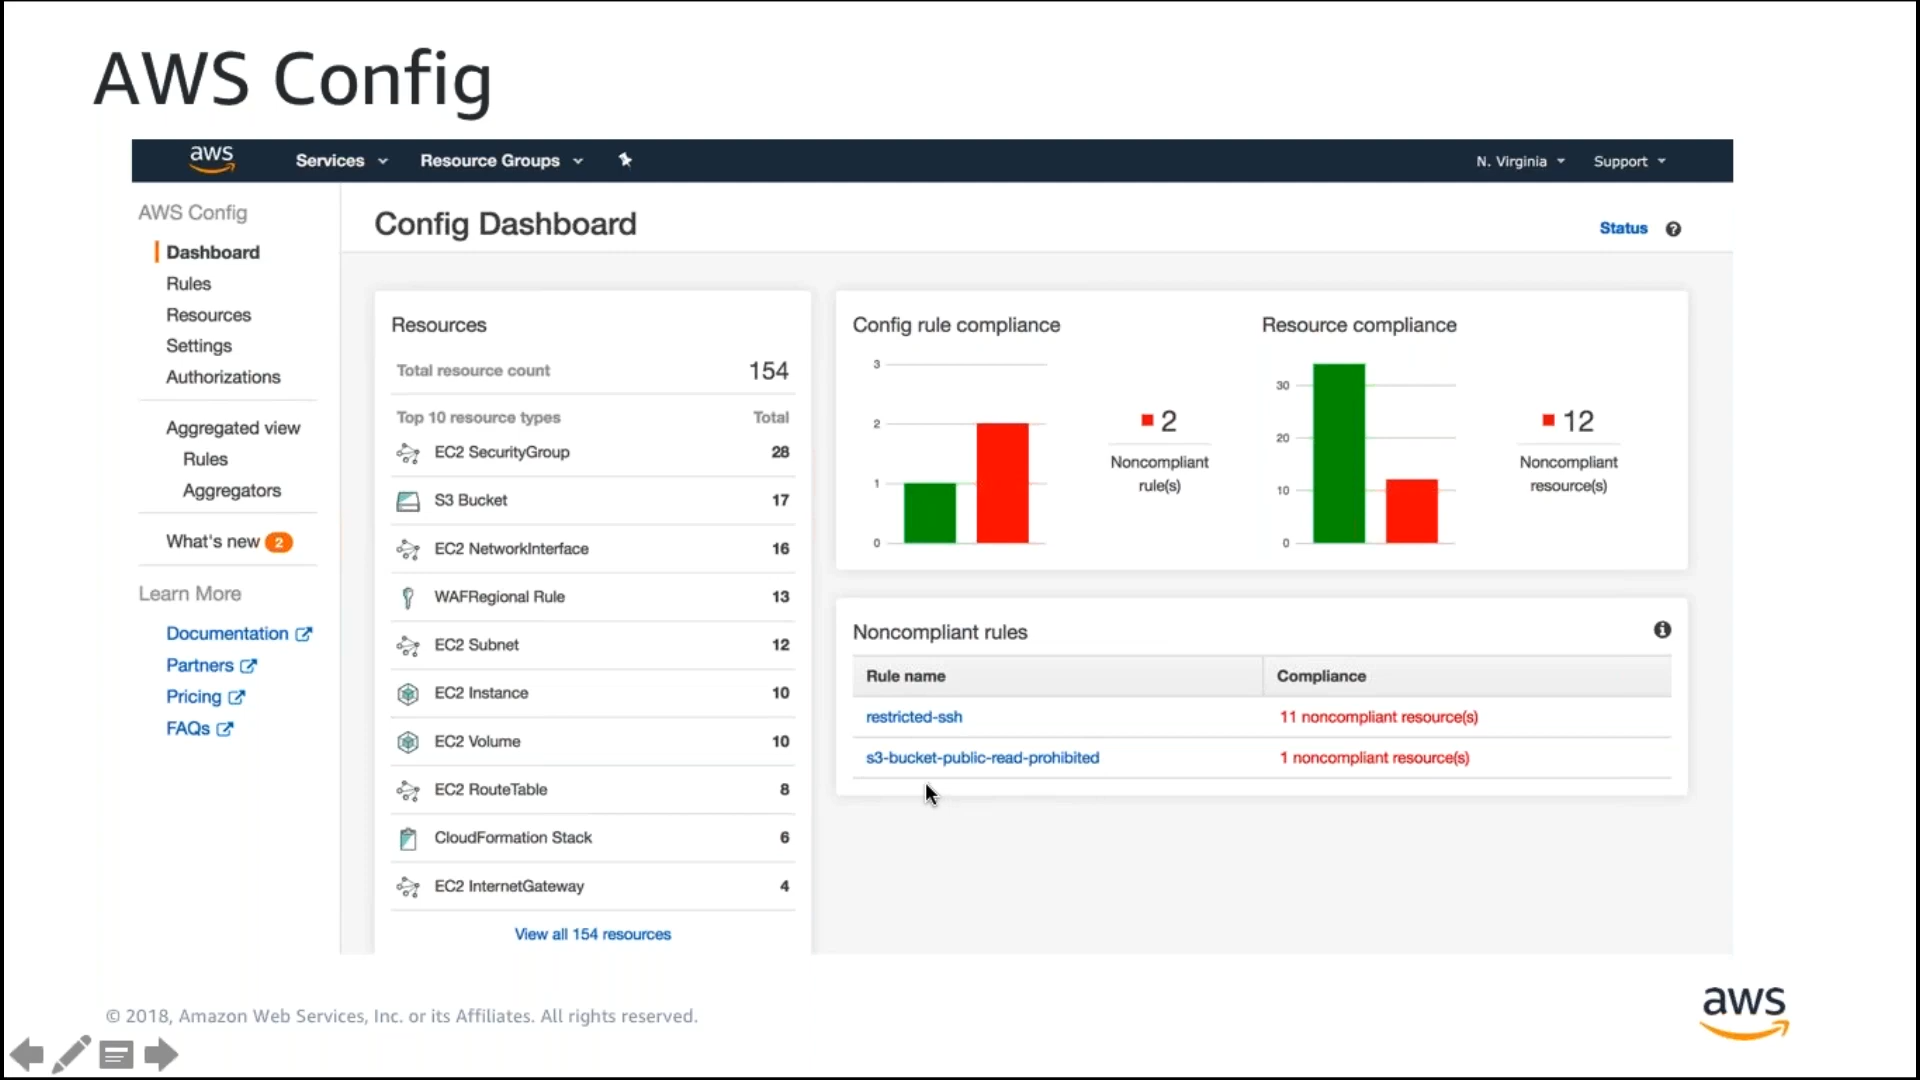 AWS Config
aws Services Resource Groups N. Virginia Support
AWS Config
Dashboard
Rules
Resources
Settings
Authorizations
Aggregated view
Rules
Aggregators
What's new 2
Learn More
Documentation
Partners
Pricing
FAQs
Config Dashboard
Status ?
Resources
Total resource count 154
Top 10 resource types Total
EC2 SecurityGroup 28
S3 Bucket 17
EC2 NetworkInterface 16
WAFRegional Rule 13
EC2 Subnet 12
EC2 Instance 10
EC2 Volume 10
EC2 RouteTable 8
CloudFormation Stack 6
EC2 InternetGateway 4
View all 154 resources
Config rule compliance
3
2
1
0
2
Noncompliant
rule(s)
Resource compliance
30
20
10
0
12
Noncompliant
resource(s)
Noncompliant rules
Rule name Compliance
restricted-ssh 11 noncompliant resource(s)
s3-bucket-public-read-prohibited 1 noncompliant resource(s)
© 2018, Amazon Web Services, Inc. or its Affiliates. All rights reserved.
aws